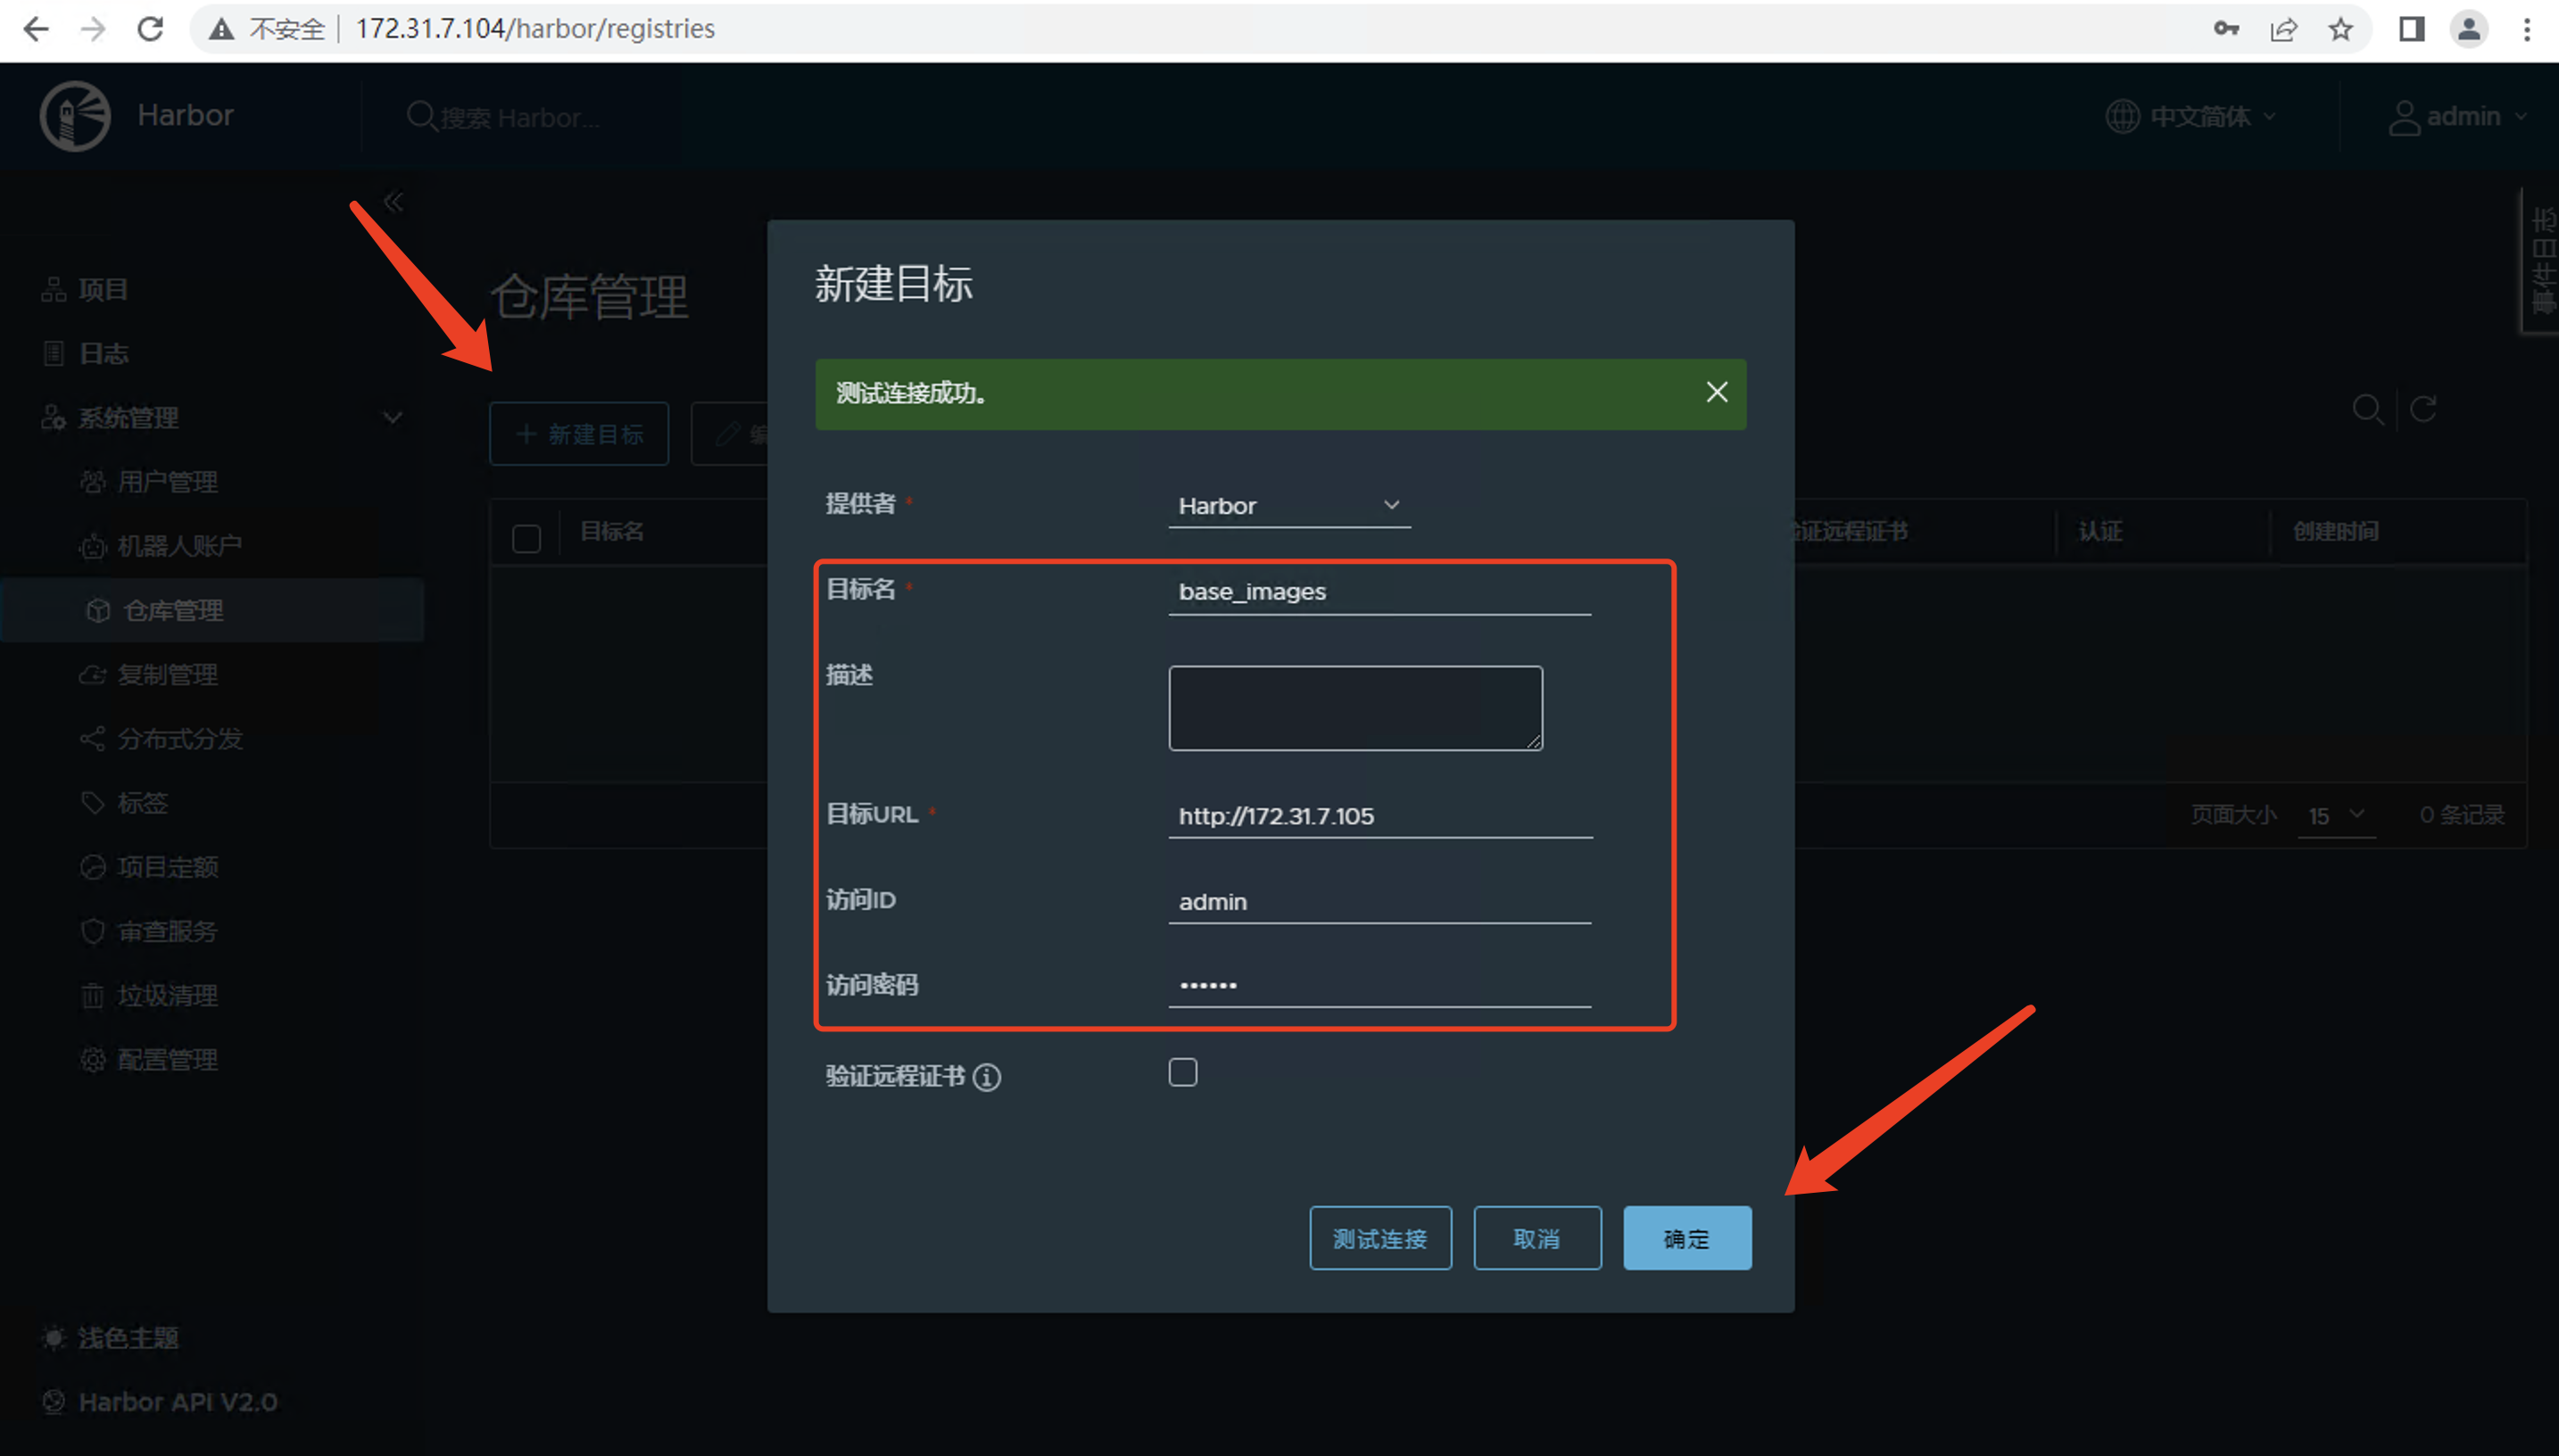 不安全 | 172.31.7.104/harbor/registries
Harbor
搜索 Harbor...
中文简体
admin
事件日志
项目
日志
系统管理
用户管理
机器人账户
仓库管理
复制管理
分布式分发
标签
项目定额
审查服务
垃圾清理
配置管理
浅色主题
Harbor API V2.0
仓库管理
+ 新建目标
编
目标名
验证远程证书
认证
创建时间
页面大小 15
0 条记录
新建目标
测试连接成功。
提供者 *
Harbor
目标名 *
base_images
描述
目标URL *
http://172.31.7.105
访问ID
admin
访问密码
••••••
验证远程证书
测试连接
取消
确定